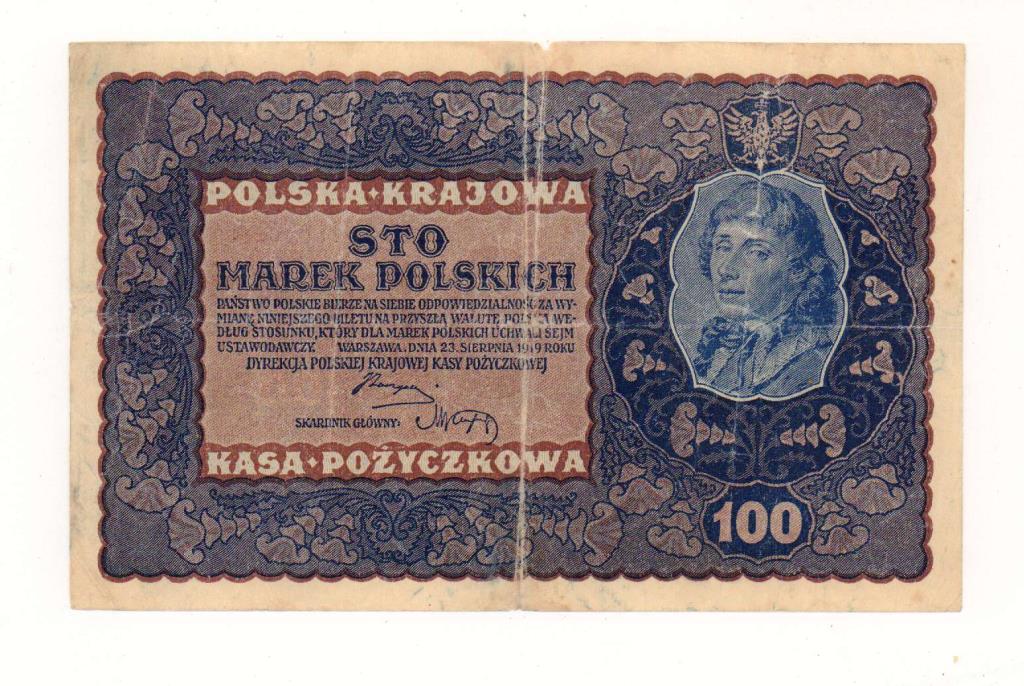 POLSKA·KRAJOWA
STO
MAREK POLSKICH
PAŃSTWO POLSKIE BIERZE NA SIEBIE ODPOWIEDZIALNOŚĆ ZA WY-
MIANĘ NINIEJSZEGO BILETU NA PRZYSZŁĄ WALUTĘ POLSKĄ WE-
DŁUG STOSUNKU, KTÓRY DLA MAREK POLSKICH UCHWALI SEJM
USTAWODAWCZY. WARSZAWA, DNIA 23. SIERPNIA 1919 ROKU
DYREKCJA POLSKIEJ KRAJOWEJ KASY POŻYCZKOWEJ
SKARBNIK GŁÓWNY:
KASA·POŻYCZKOWA
100